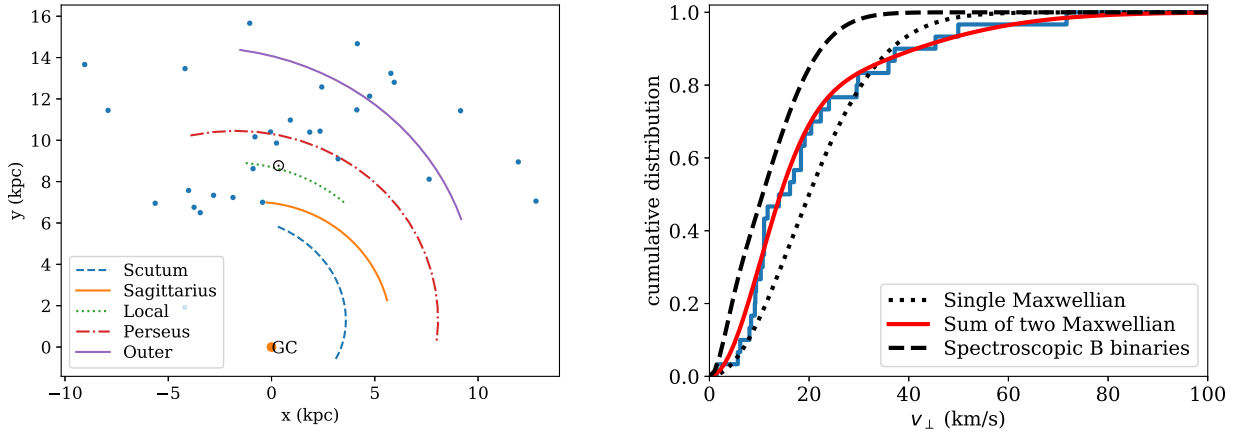 16
14
12
10
8
6
4
2
0
y (kpc)
Scutum
Sagittarius
Local
Perseus
Outer
GC
−10
−5
0
5
10
x (kpc)
1.0
0.8
0.6
0.4
0.2
0.0
cumulative distribution
Single Maxwellian
Sum of two Maxwellian
Spectroscopic B binaries
0
20
40
60
80
100
v⊥ (km/s)